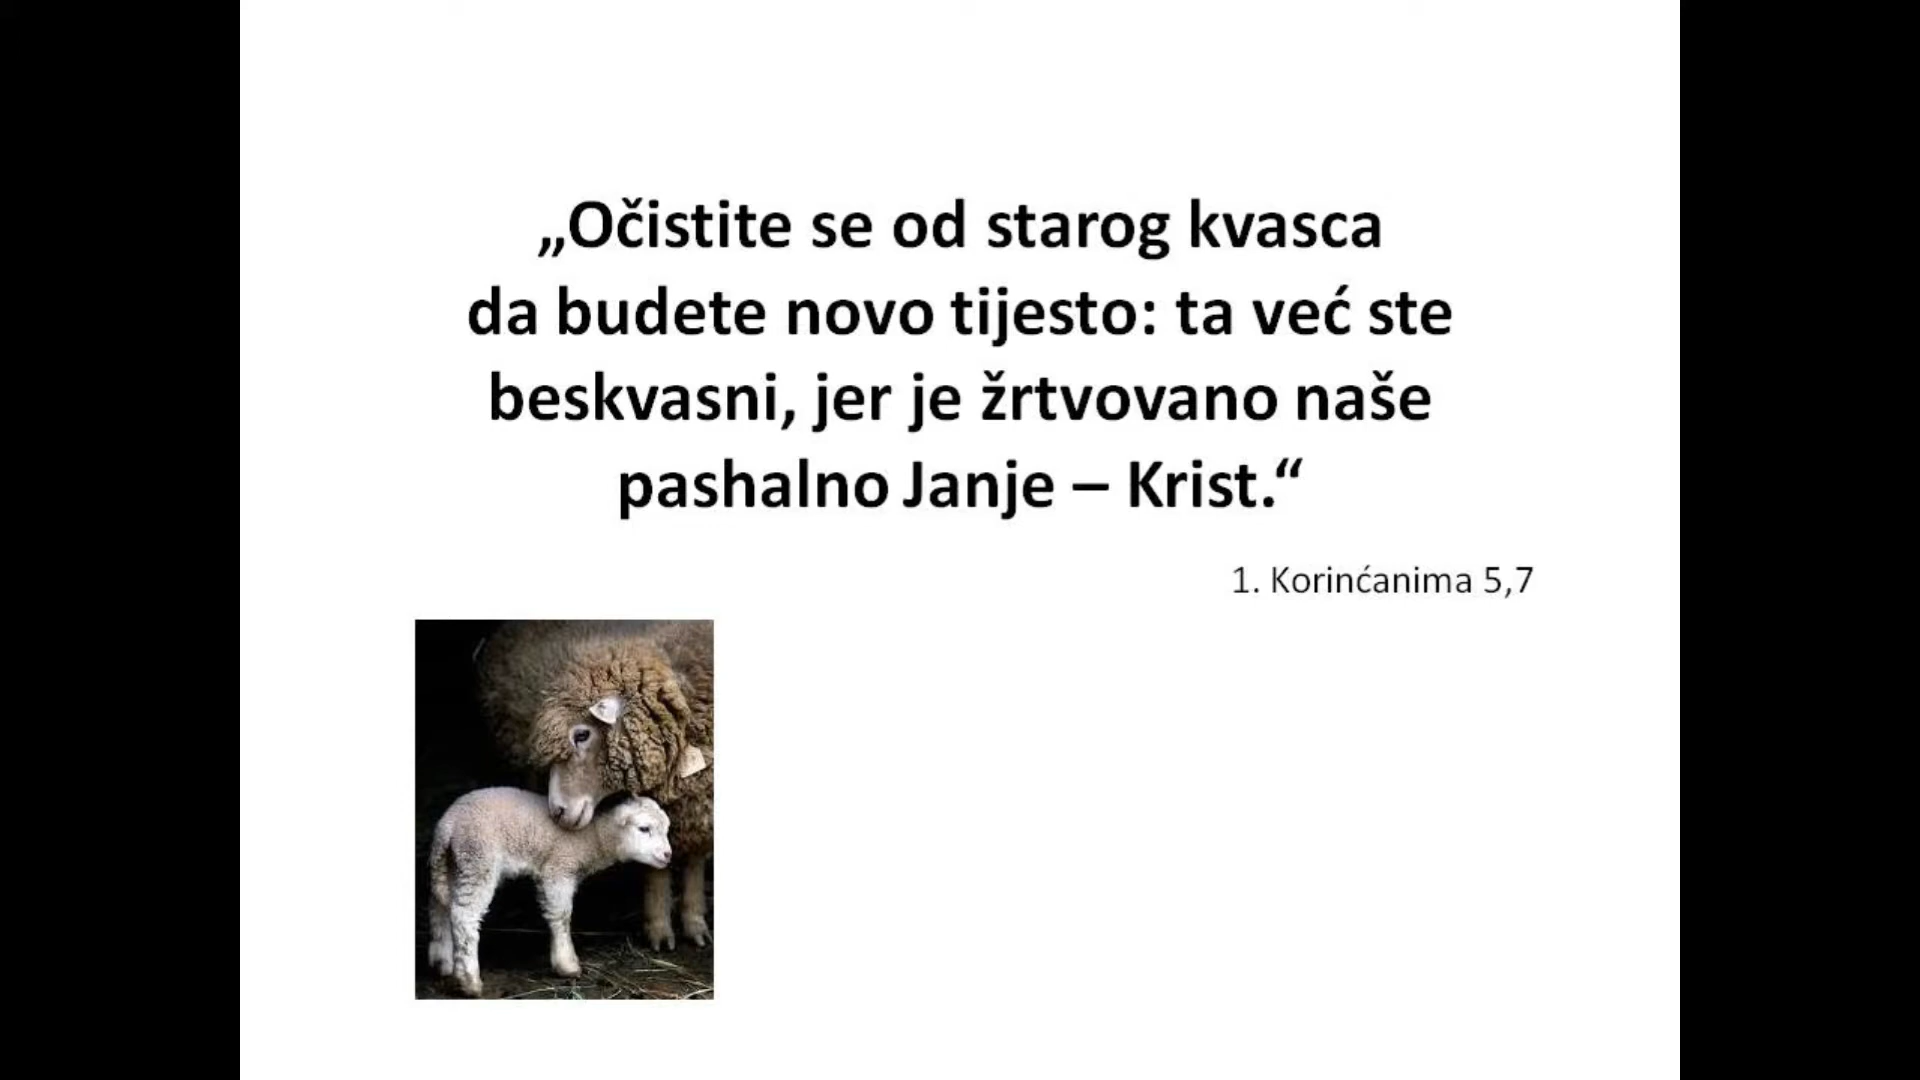 „Očistite se od starog kvasca
da budete novo tijesto: ta već ste
beskvasni, jer je žrtvovano naše
pashalno Janje – Krist.“
1. Korinćanima 5,7